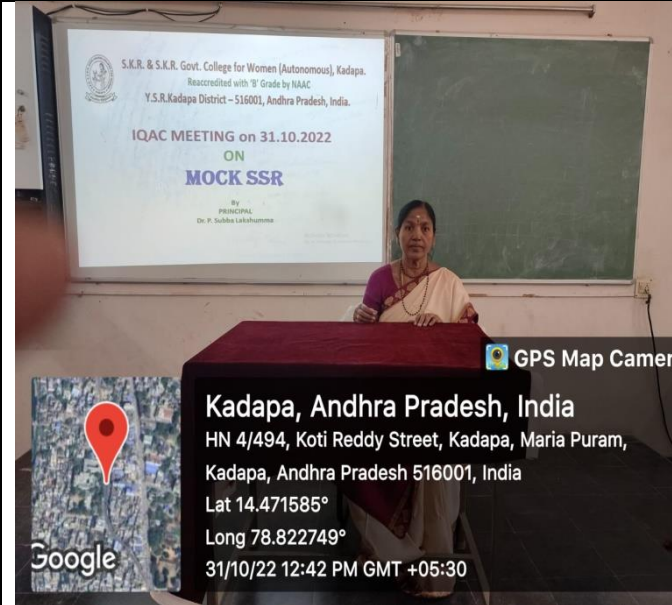 S.K.R. & S.K.R. Govt. College for Women (Autonomous), Kadapa.
Reaccredited with 'B' Grade by NAAC
Y.S.R.Kadapa District – 516001, Andhra Pradesh, India.
IQAC MEETING on 31.10.2022
ON
MOCK SSR
By
PRINCIPAL
Dr. P. Subba Lakshumma
GPS Map Camer
Kadapa, Andhra Pradesh, India
HN 4/494, Koti Reddy Street, Kadapa, Maria Puram,
Kadapa, Andhra Pradesh 516001, India
Lat 14.471585°
Long 78.822749°
31/10/22 12:42 PM GMT +05:30
Google